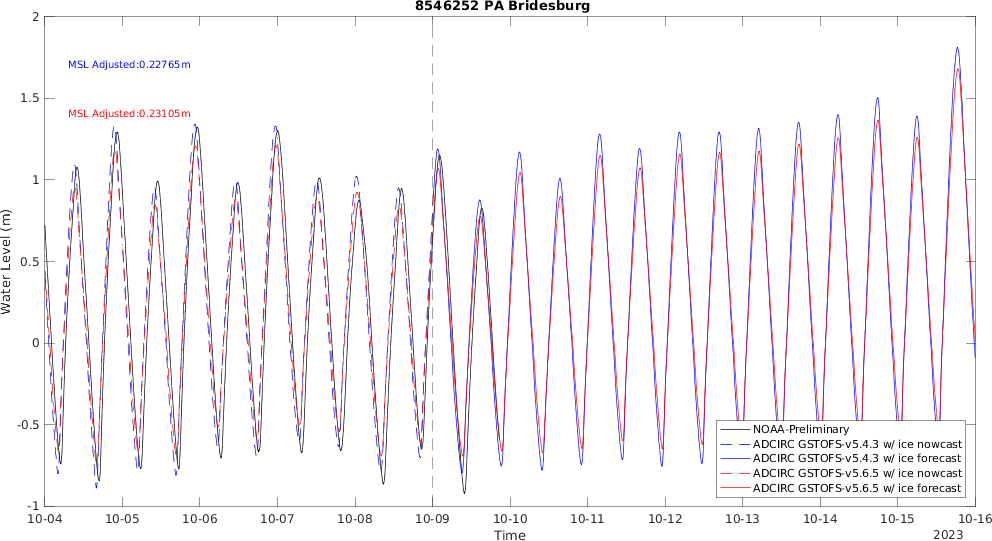 8546252 PA Bridesburg
2
1.5
1
0.5
0
-0.5
-1
Water Level (m)
MSL Adjusted:0.22765m
MSL Adjusted:0.23105m
NOAA-Preliminary
ADCIRC GSTOFS-v5.4.3 w/ ice nowcast
ADCIRC GSTOFS-v5.4.3 w/ ice forecast
ADCIRC GSTOFS-v5.6.5 w/ ice nowcast
ADCIRC GSTOFS-v5.6.5 w/ ice forecast
10-04 10-05 10-06 10-07 10-08 10-09 10-10 10-11 10-12 10-13 10-14 10-15 10-16
Time
2023